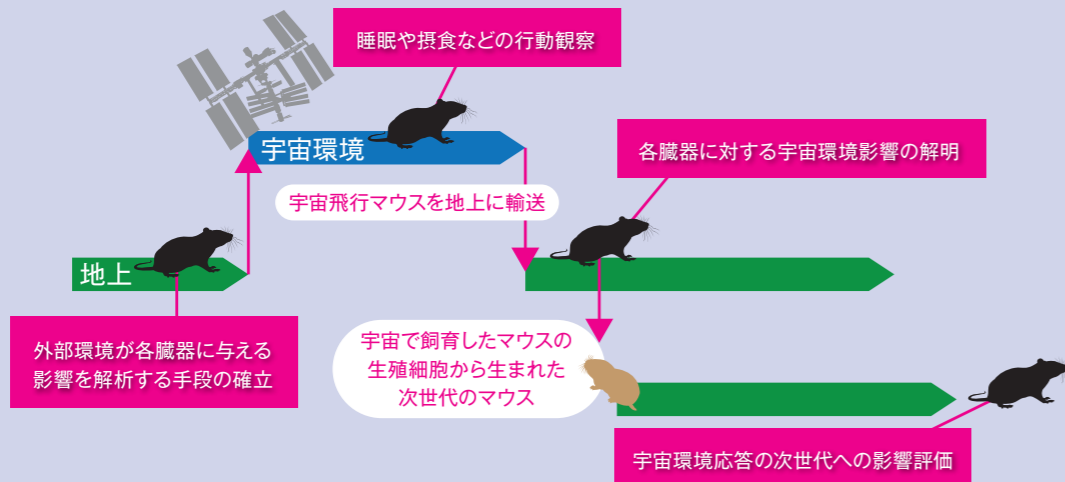 睡眠や摂食などの行動観察
宇宙環境
各臓器に対する宇宙環境影響の解明
宇宙飛行マウスを地上に輸送
地上
外部環境が各臓器に与える
影響を解析する手段の確立
宇宙で飼育したマウスの
生殖細胞から生まれた
次世代のマウス
宇宙環境応答の次世代への影響評価